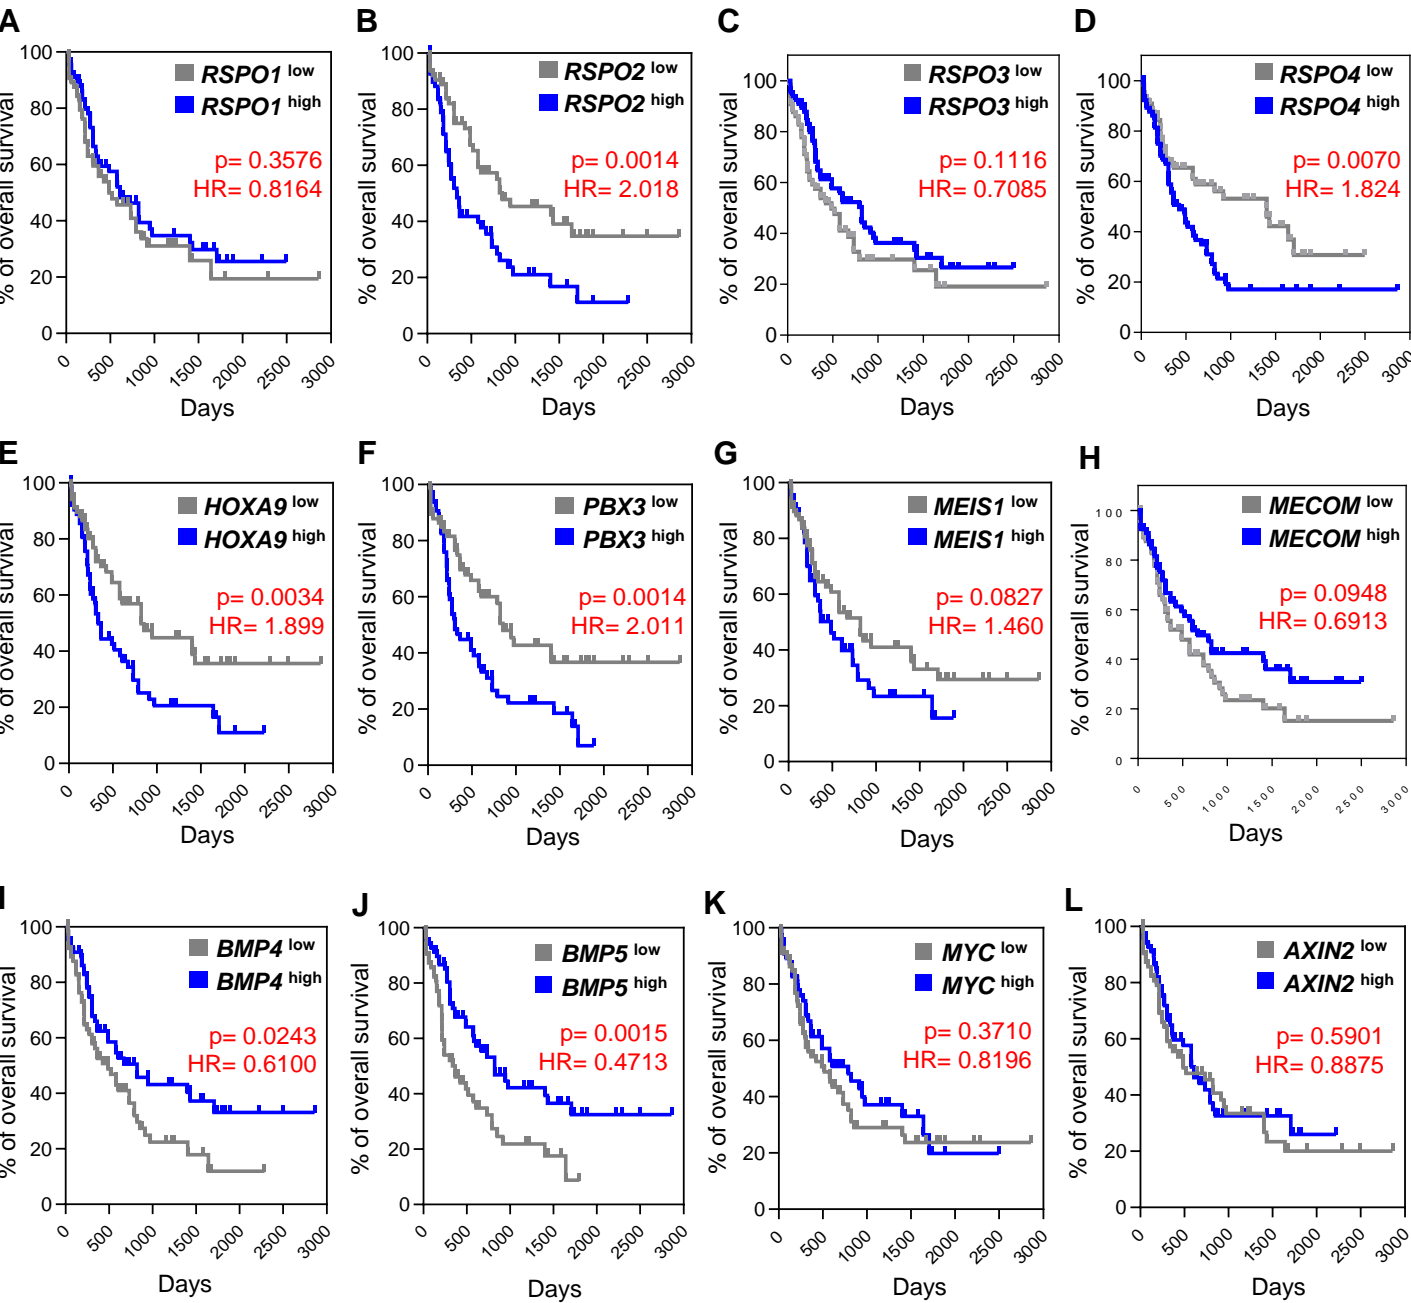 A
% of overall survival
100
80
60
40
20
0
RSPO1 low
RSPO1 high
p= 0.3576
HR= 0.8164
0
500
1000
1500
2000
2500
3000
Days
B
% of overall survival
100
80
60
40
20
0
RSPO2 low
RSPO2 high
p= 0.0014
HR= 2.018
0
500
1000
1500
2000
2500
3000
Days
C
% of overall survival
100
80
60
40
20
0
RSPO3 low
RSPO3 high
p= 0.1116
HR= 0.7085
0
500
1000
1500
2000
2500
3000
Days
D
% of overall survival
100
80
60
40
20
0
RSPO4 low
RSPO4 high
p= 0.0070
HR= 1.824
0
500
1000
1500
2000
2500
3000
Days
E
% of overall survival
100
80
60
40
20
0
HOXA9 low
HOXA9 high
p= 0.0034
HR= 1.899
0
500
1000
1500
2000
2500
3000
Days
F
% of overall survival
100
80
60
40
20
0
PBX3 low
PBX3 high
p= 0.0014
HR= 2.011
0
500
1000
1500
2000
2500
3000
Days
G
% of overall survival
100
80
60
40
20
0
MEIS1 low
MEIS1 high
p= 0.0827
HR= 1.460
0
500
1000
1500
2000
2500
3000
Days
H
% of overall survival
100
80
60
40
20
0
MECOM low
MECOM high
p= 0.0948
HR= 0.6913
0
500
1000
1500
2000
2500
3000
Days
I
% of overall survival
100
80
60
40
20
0
BMP4 low
BMP4 high
p= 0.0243
HR= 0.6100
0
500
1000
1500
2000
2500
3000
Days
J
% of overall survival
100
80
60
40
20
0
BMP5 low
BMP5 high
p= 0.0015
HR= 0.4713
0
500
1000
1500
2000
2500
3000
Days
K
% of overall survival
100
80
60
40
20
0
MYC low
MYC high
p= 0.3710
HR= 0.8196
0
500
1000
1500
2000
2500
3000
Days
L
% of overall survival
100
80
60
40
20
0
AXIN2 low
AXIN2 high
p= 0.5901
HR= 0.8875
0
500
1000
1500
2000
2500
3000
Days